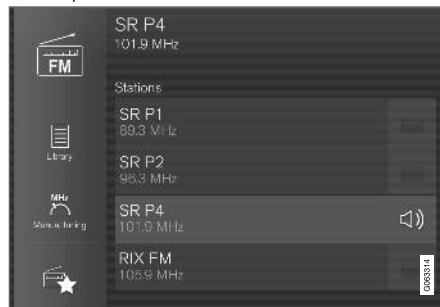 SR P4
101.9 MHz
FM
Stations
SR P1
89.3 MHz
Library
SR P2
96.3 MHz
MHz
Manual tuning
SR P4
101.9 MHz
RIX FM
105.9 MHz
G063314